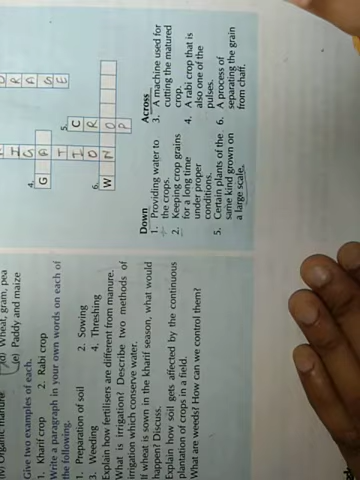 (iv) Organic manure
(d) Wheat, gram, pea
(e) Paddy and maize
Give two examples of each.
1. Kharif crop 2. Rabi crop
Write a paragraph in your own words on each of
the following.
1. Preparation of soil 2. Sowing
3. Weeding 4. Threshing
Explain how fertilisers are different from manure.
What is irrigation? Describe two methods of
irrigation which conserve water.
If wheat is sown in the kharif season, what would
happen? Discuss.
Explain how soil gets affected by the continuous
plantation of crops in a field.
What are weeds? How can we control them?
R A S E
I G A T I O N
4. G
5. C R O P
6. W
Down
1. Providing water to
the crops.
2. Keeping crop grains
for a long time
under proper
conditions.
5. Certain plants of the
same kind grown on
a large scale.
Across
3. A machine used for
cutting the matured
crop.
4. A rabi crop that is
also one of the
pulses.
6. A process of
separating the grain
from chaff.